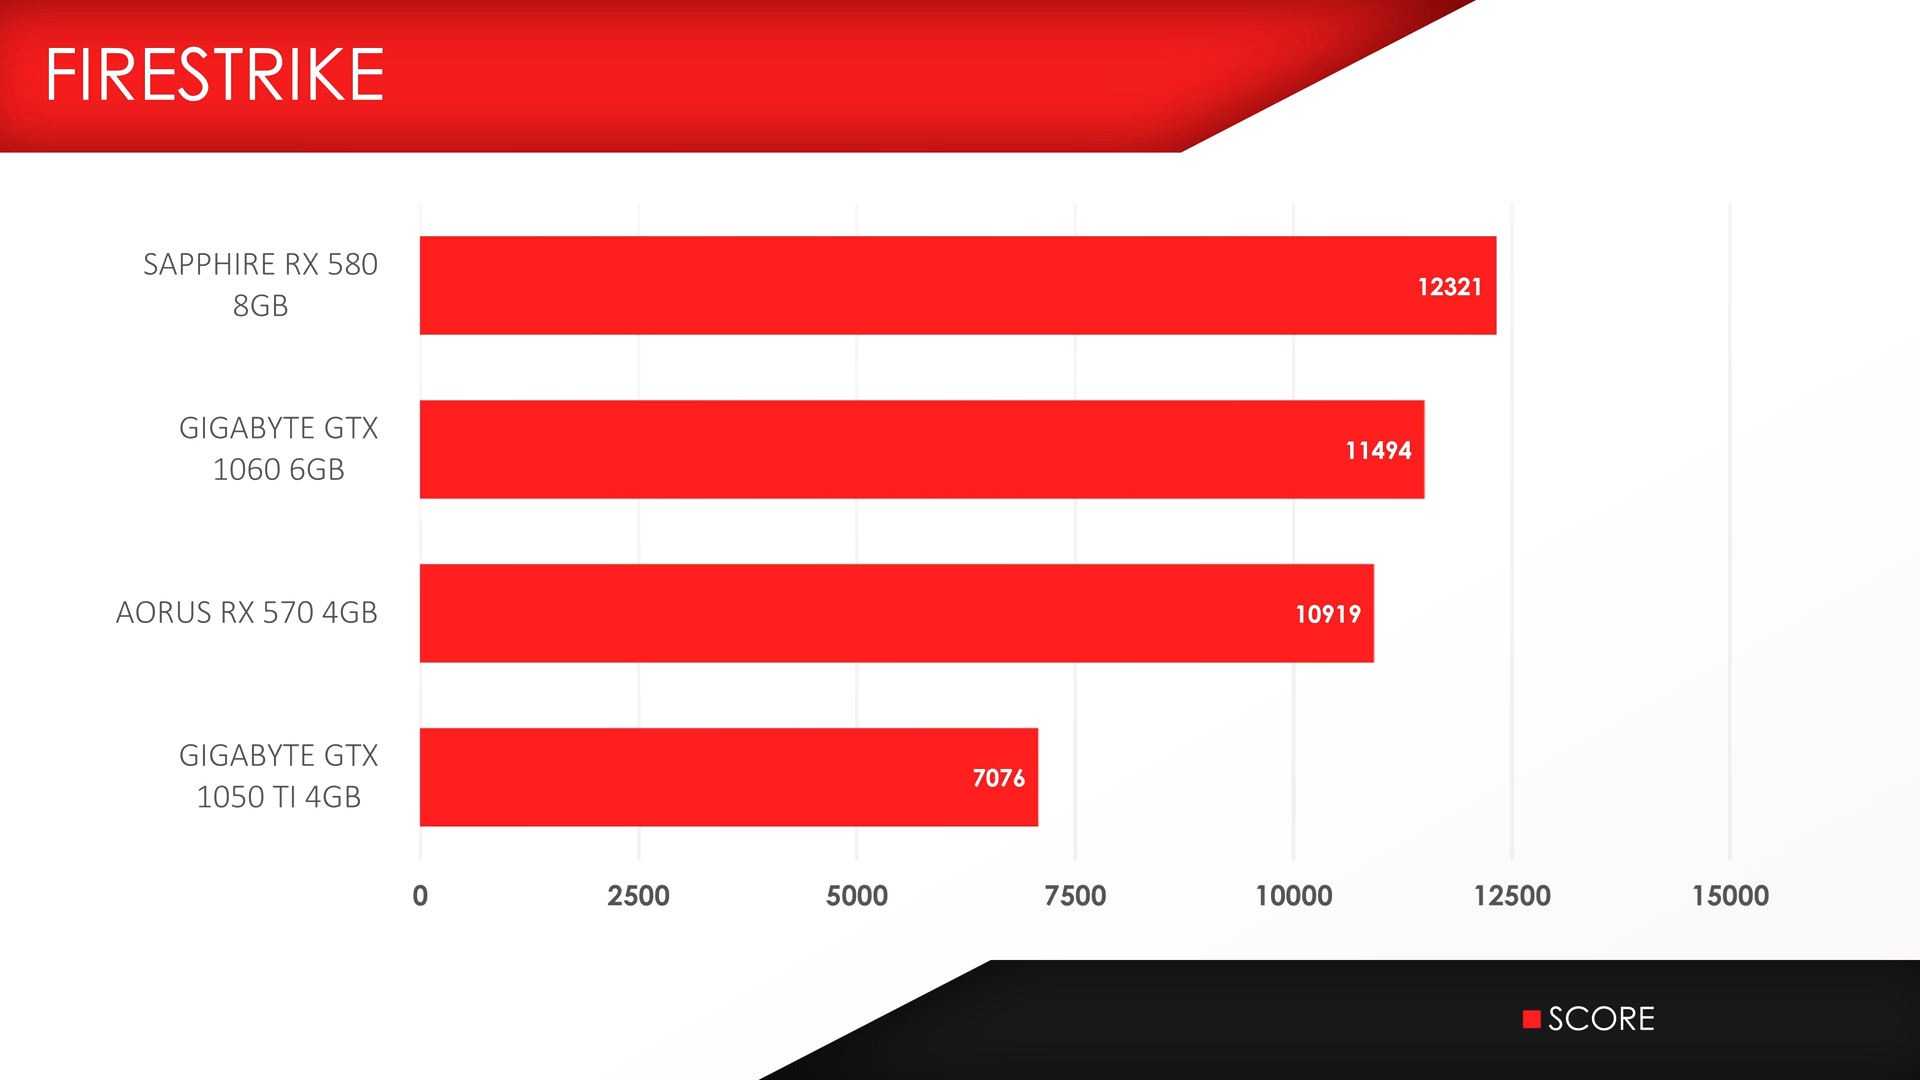 FIRESTRIKE
SAPPHIRE RX 580
8GB
12321
GIGABYTE GTX
1060 6GB
11494
AORUS RX 570 4GB
10919
GIGABYTE GTX
1050 TI 4GB
7076
0 2500 5000 7500 10000 12500 15000
SCORE